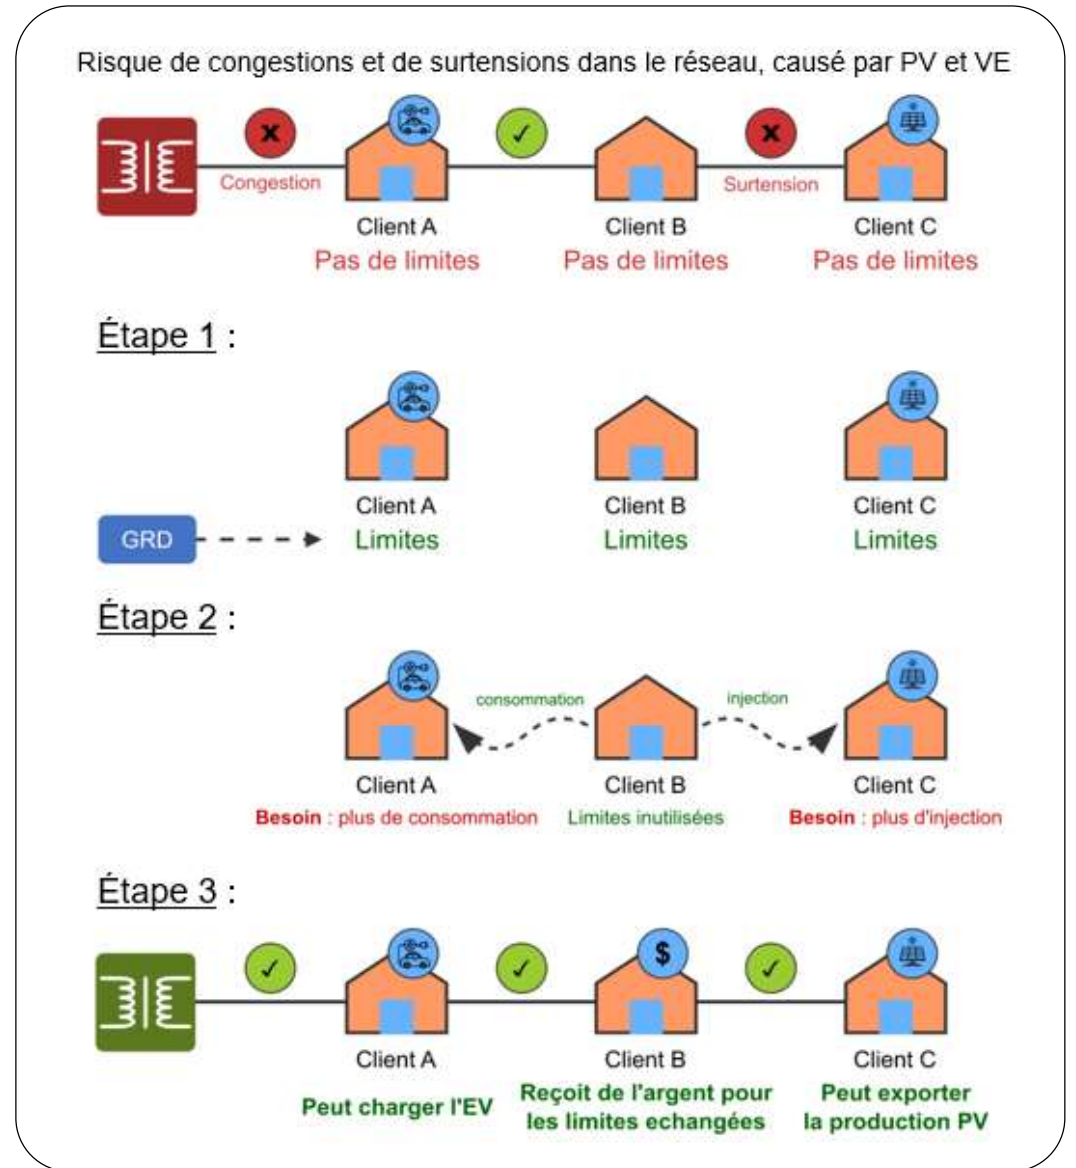 Risque de congestions et de surtensions dans le réseau, causé par PV et VE
Congestion
Surtension
Client A
Client B
Client C
Pas de limites
Pas de limites
Pas de limites
Étape 1 :
Client A
Client B
Client C
GRD
Limites
Limites
Limites
Étape 2 :
consommation
injection
Client A
Client B
Client C
Besoin : plus de consommation
Limites inutilisées
Besoin : plus d'injection
Étape 3 :
$
Client A
Client B
Client C
Peut charger l'EV
Reçoit de l'argent pour
les limites echangées
Peut exporter
la production PV